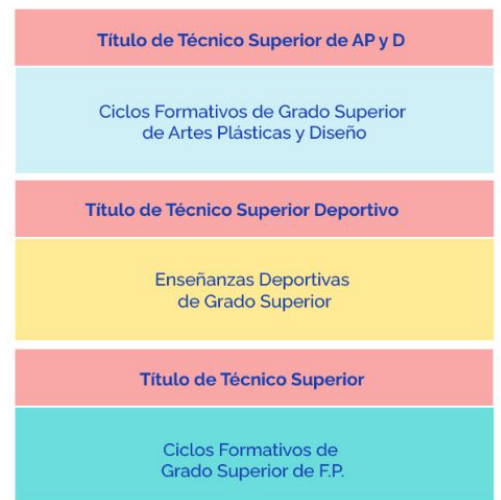 Título de Técnico Superior de AP y D
Ciclos Formativos de Grado Superior
de Artes Plásticas y Diseño
Título de Técnico Superior Deportivo
Enseñanzas Deportivas
de Grado Superior
Título de Técnico Superior
Ciclos Formativos de
Grado Superior de F.P.